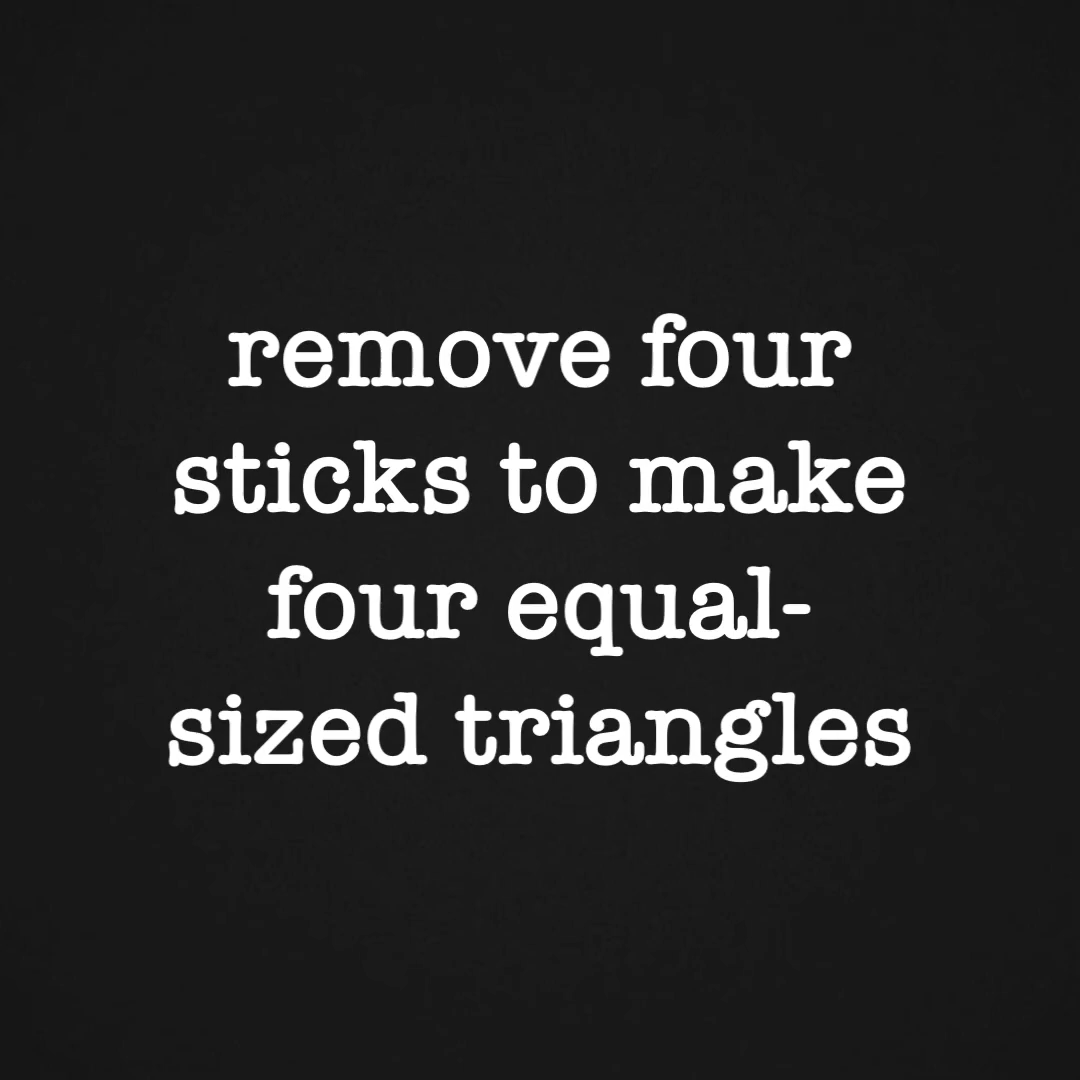 remove four
sticks to make
four equal-
sized triangles